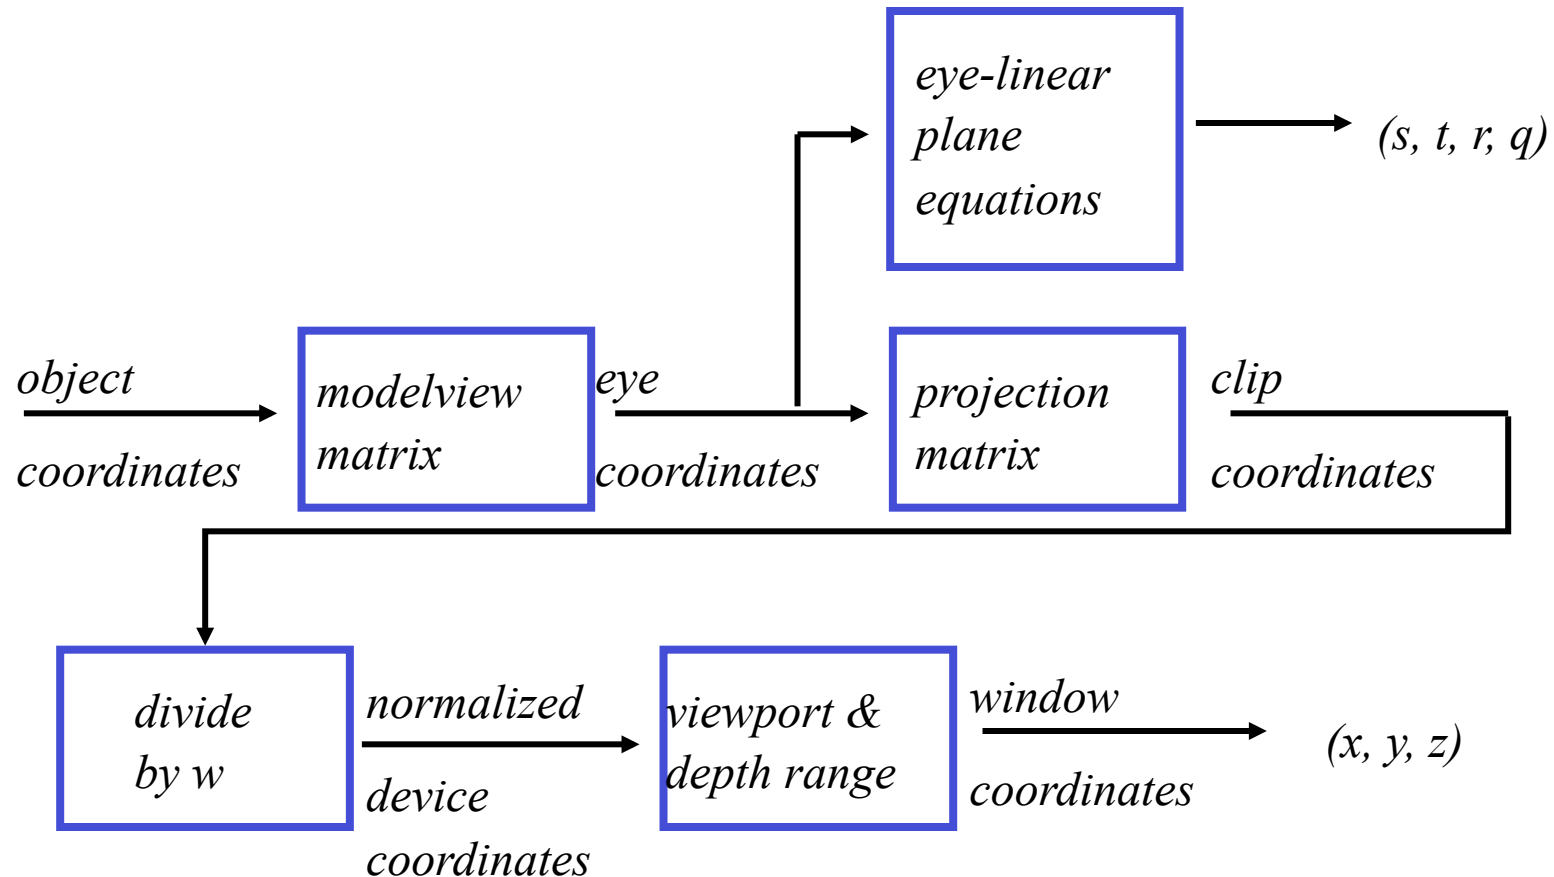 eye-linear
plane
equations
(s, t, r, q)
object
coordinates
modelview
matrix
eye
coordinates
projection
matrix
clip
coordinates
divide
by w
normalized
device
coordinates
viewport &
depth range
window
coordinates
(x, y, z)